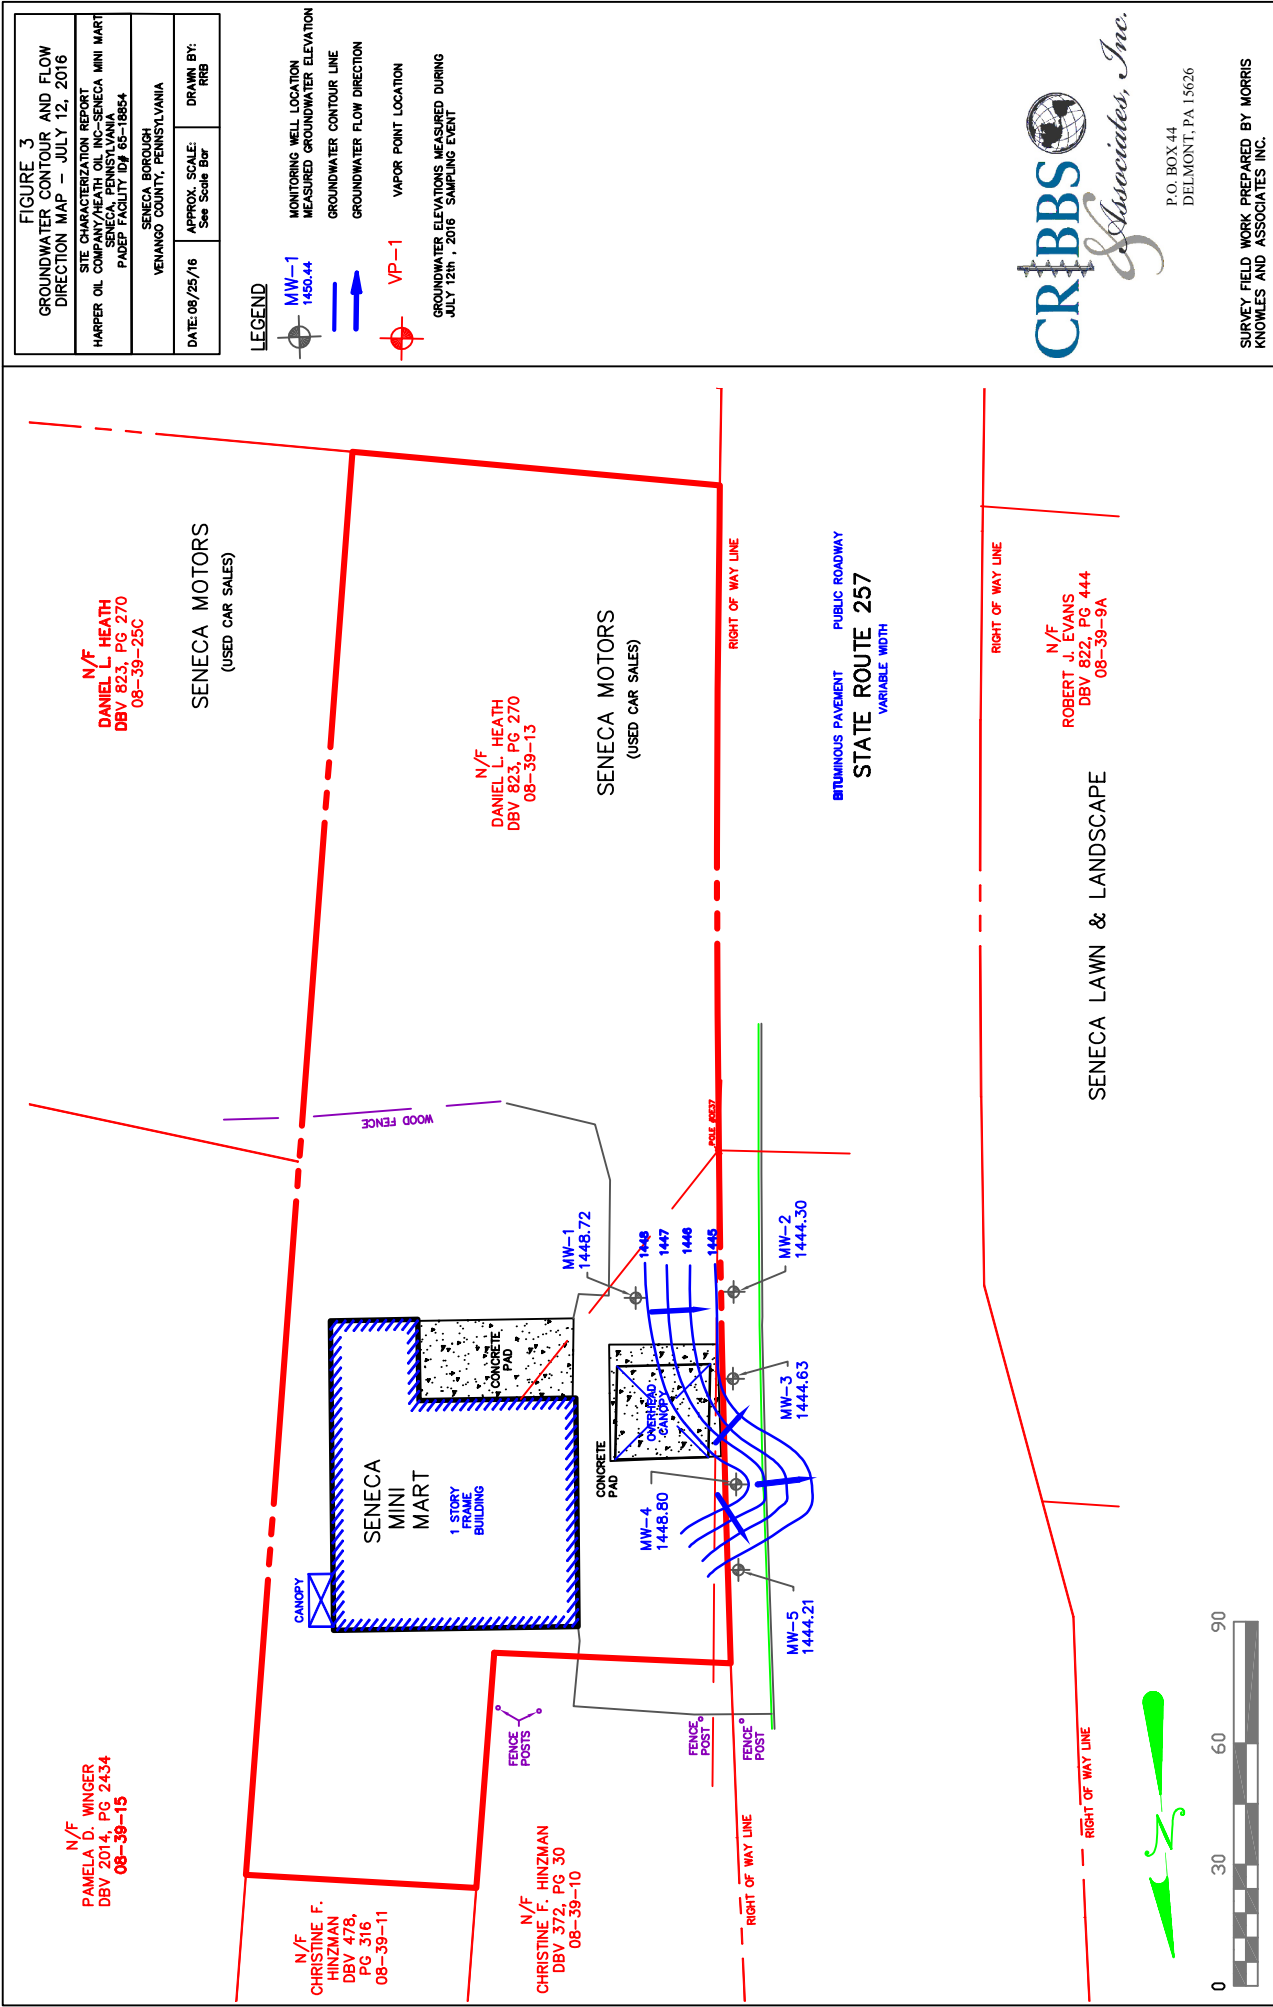 FIGURE 3
GROUNDWATER CONTOUR AND FLOW
DIRECTION MAP - JULY 12, 2016
SITE CHARACTERIZATION REPORT
HARPER OIL COMPANY/HEATH OIL INC-SENECA MINI MART
SENECA, PENNSYLVANIA
PADEP FACILITY ID# 65-18854
SENECA BOROUGH
VENANGO COUNTY, PENNSYLVANIA
DATE: 08/25/16
APPROX. SCALE:
See Scale Bar
DRAWN BY:
RRB
LEGEND
MW-1
1450.44
MONITORING WELL LOCATION
MEASURED GROUNDWATER ELEVATION
GROUNDWATER CONTOUR LINE
GROUNDWATER FLOW DIRECTION
VP-1
VAPOR POINT LOCATION
GROUNDWATER ELEVATIONS MEASURED DURING
JULY 12th , 2016 SAMPLING EVENT
CRIBBS
& Associates, Inc.
P.O. BOX 44
DELMONT, PA 15626
SURVEY FIELD WORK PREPARED BY MORRIS
KNOWLES AND ASSOCIATES INC.
N/F
PAMELA D. WINGER
DBV 2014, PG 2434
08-39-15
N/F
DANIEL L. HEATH
DBV 823, PG 270
08-39-25C
SENECA MOTORS
(USED CAR SALES)
N/F
DANIEL L. HEATH
DBV 823, PG 270
08-39-13
SENECA MOTORS
(USED CAR SALES)
WOOD FENCE
CANOPY
SENECA
MINI
MART
1 STORY
FRAME
BUILDING
CONCRETE
PAD
CONCRETE
PAD
OVERHEAD
CANOPY
MW-1
1448.72
1448
1447
1446
1445
MW-2
1444.30
MW-3
1444.63
MW-4
1448.80
MW-5
1444.21
N/F
CHRISTINE F.
HINZMAN
DBV 478,
PG 316
08-39-11
N/F
CHRISTINE F. HINZMAN
DBV 372, PG 30
08-39-10
FENCE
POSTS
FENCE
POST
FENCE
POST
RIGHT OF WAY LINE
RIGHT OF WAY LINE
BITUMINOUS PAVEMENT PUBLIC ROADWAY
STATE ROUTE 257
VARIABLE WIDTH
RIGHT OF WAY LINE
RIGHT OF WAY LINE
N/F
ROBERT J. EVANS
DBV 822, PG 444
08-39-9A
SENECA LAWN & LANDSCAPE
POLE
N
0 30 60 90